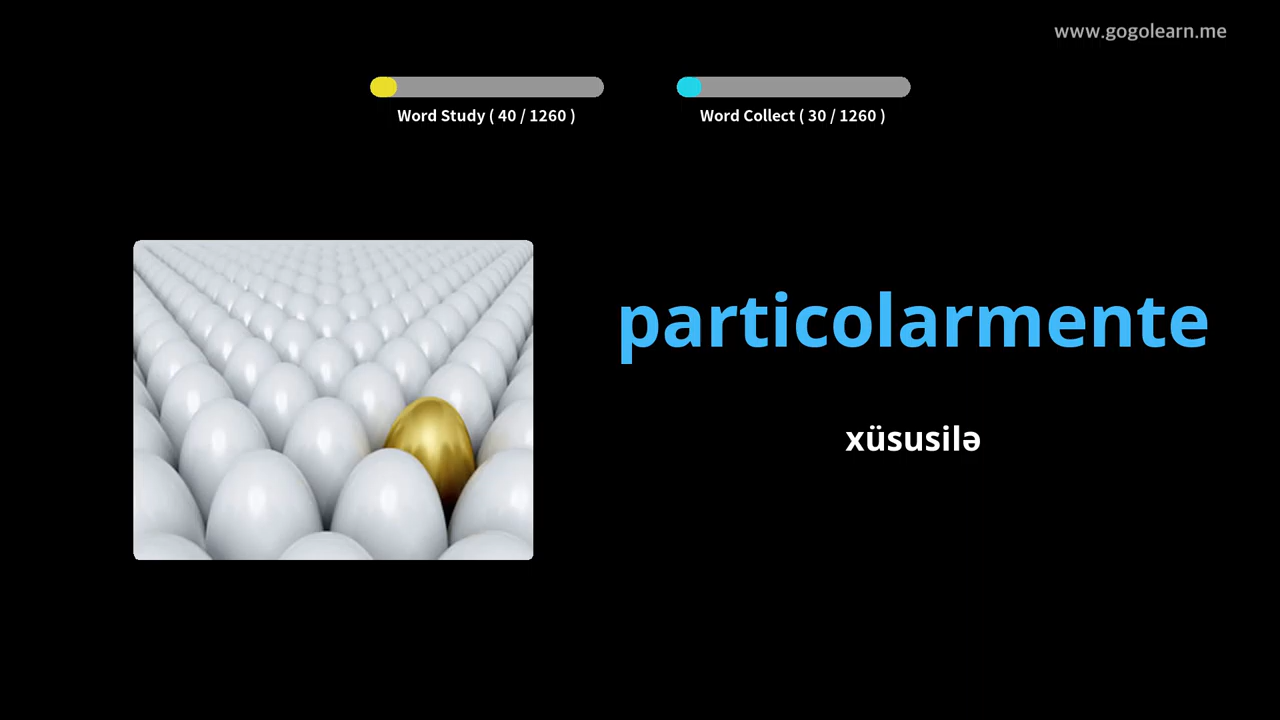 www.gogolearn.me
Word Study ( 40 / 1260 )
Word Collect ( 30 / 1260 )
particolarmente
xüsusilə